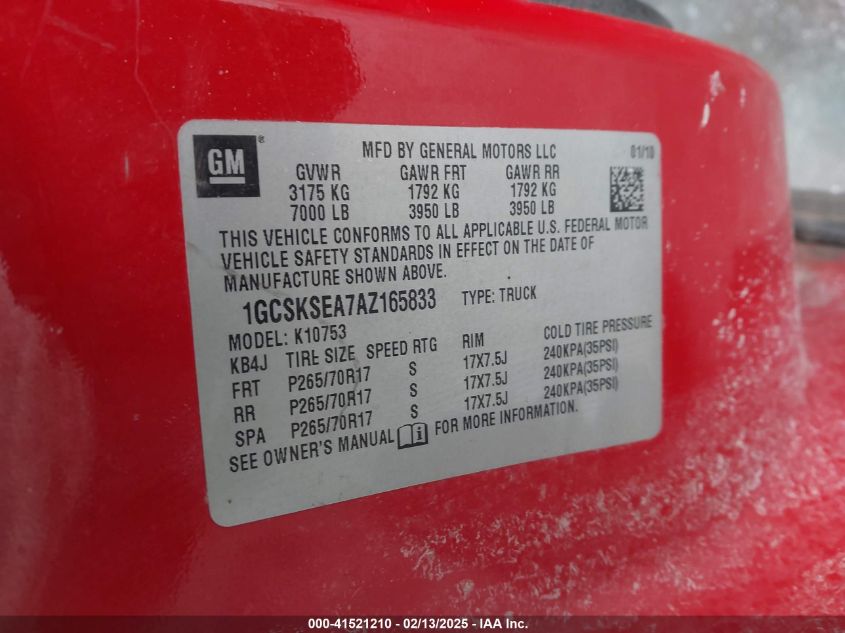 GM ®
MFD BY GENERAL MOTORS LLC 01/10
GVWR GAWR FRT GAWR RR
3175 KG 1792 KG 1792 KG
7000 LB 3950 LB 3950 LB
THIS VEHICLE CONFORMS TO ALL APPLICABLE U.S. FEDERAL MOTOR
VEHICLE SAFETY STANDARDS IN EFFECT ON THE DATE OF
MANUFACTURE SHOWN ABOVE.
1GCSKSEA7AZ165833 TYPE: TRUCK
MODEL: K10753
KB4J TIRE SIZE SPEED RTG RIM COLD TIRE PRESSURE
FRT P265/70R17 S 17X7.5J 240KPA(35PSI)
RR P265/70R17 S 17X7.5J 240KPA(35PSI)
SPA P265/70R17 S 17X7.5J 240KPA(35PSI)
SEE OWNER'S MANUAL i FOR MORE INFORMATION.
000-41521210 - 02/13/2025 - IAA Inc.